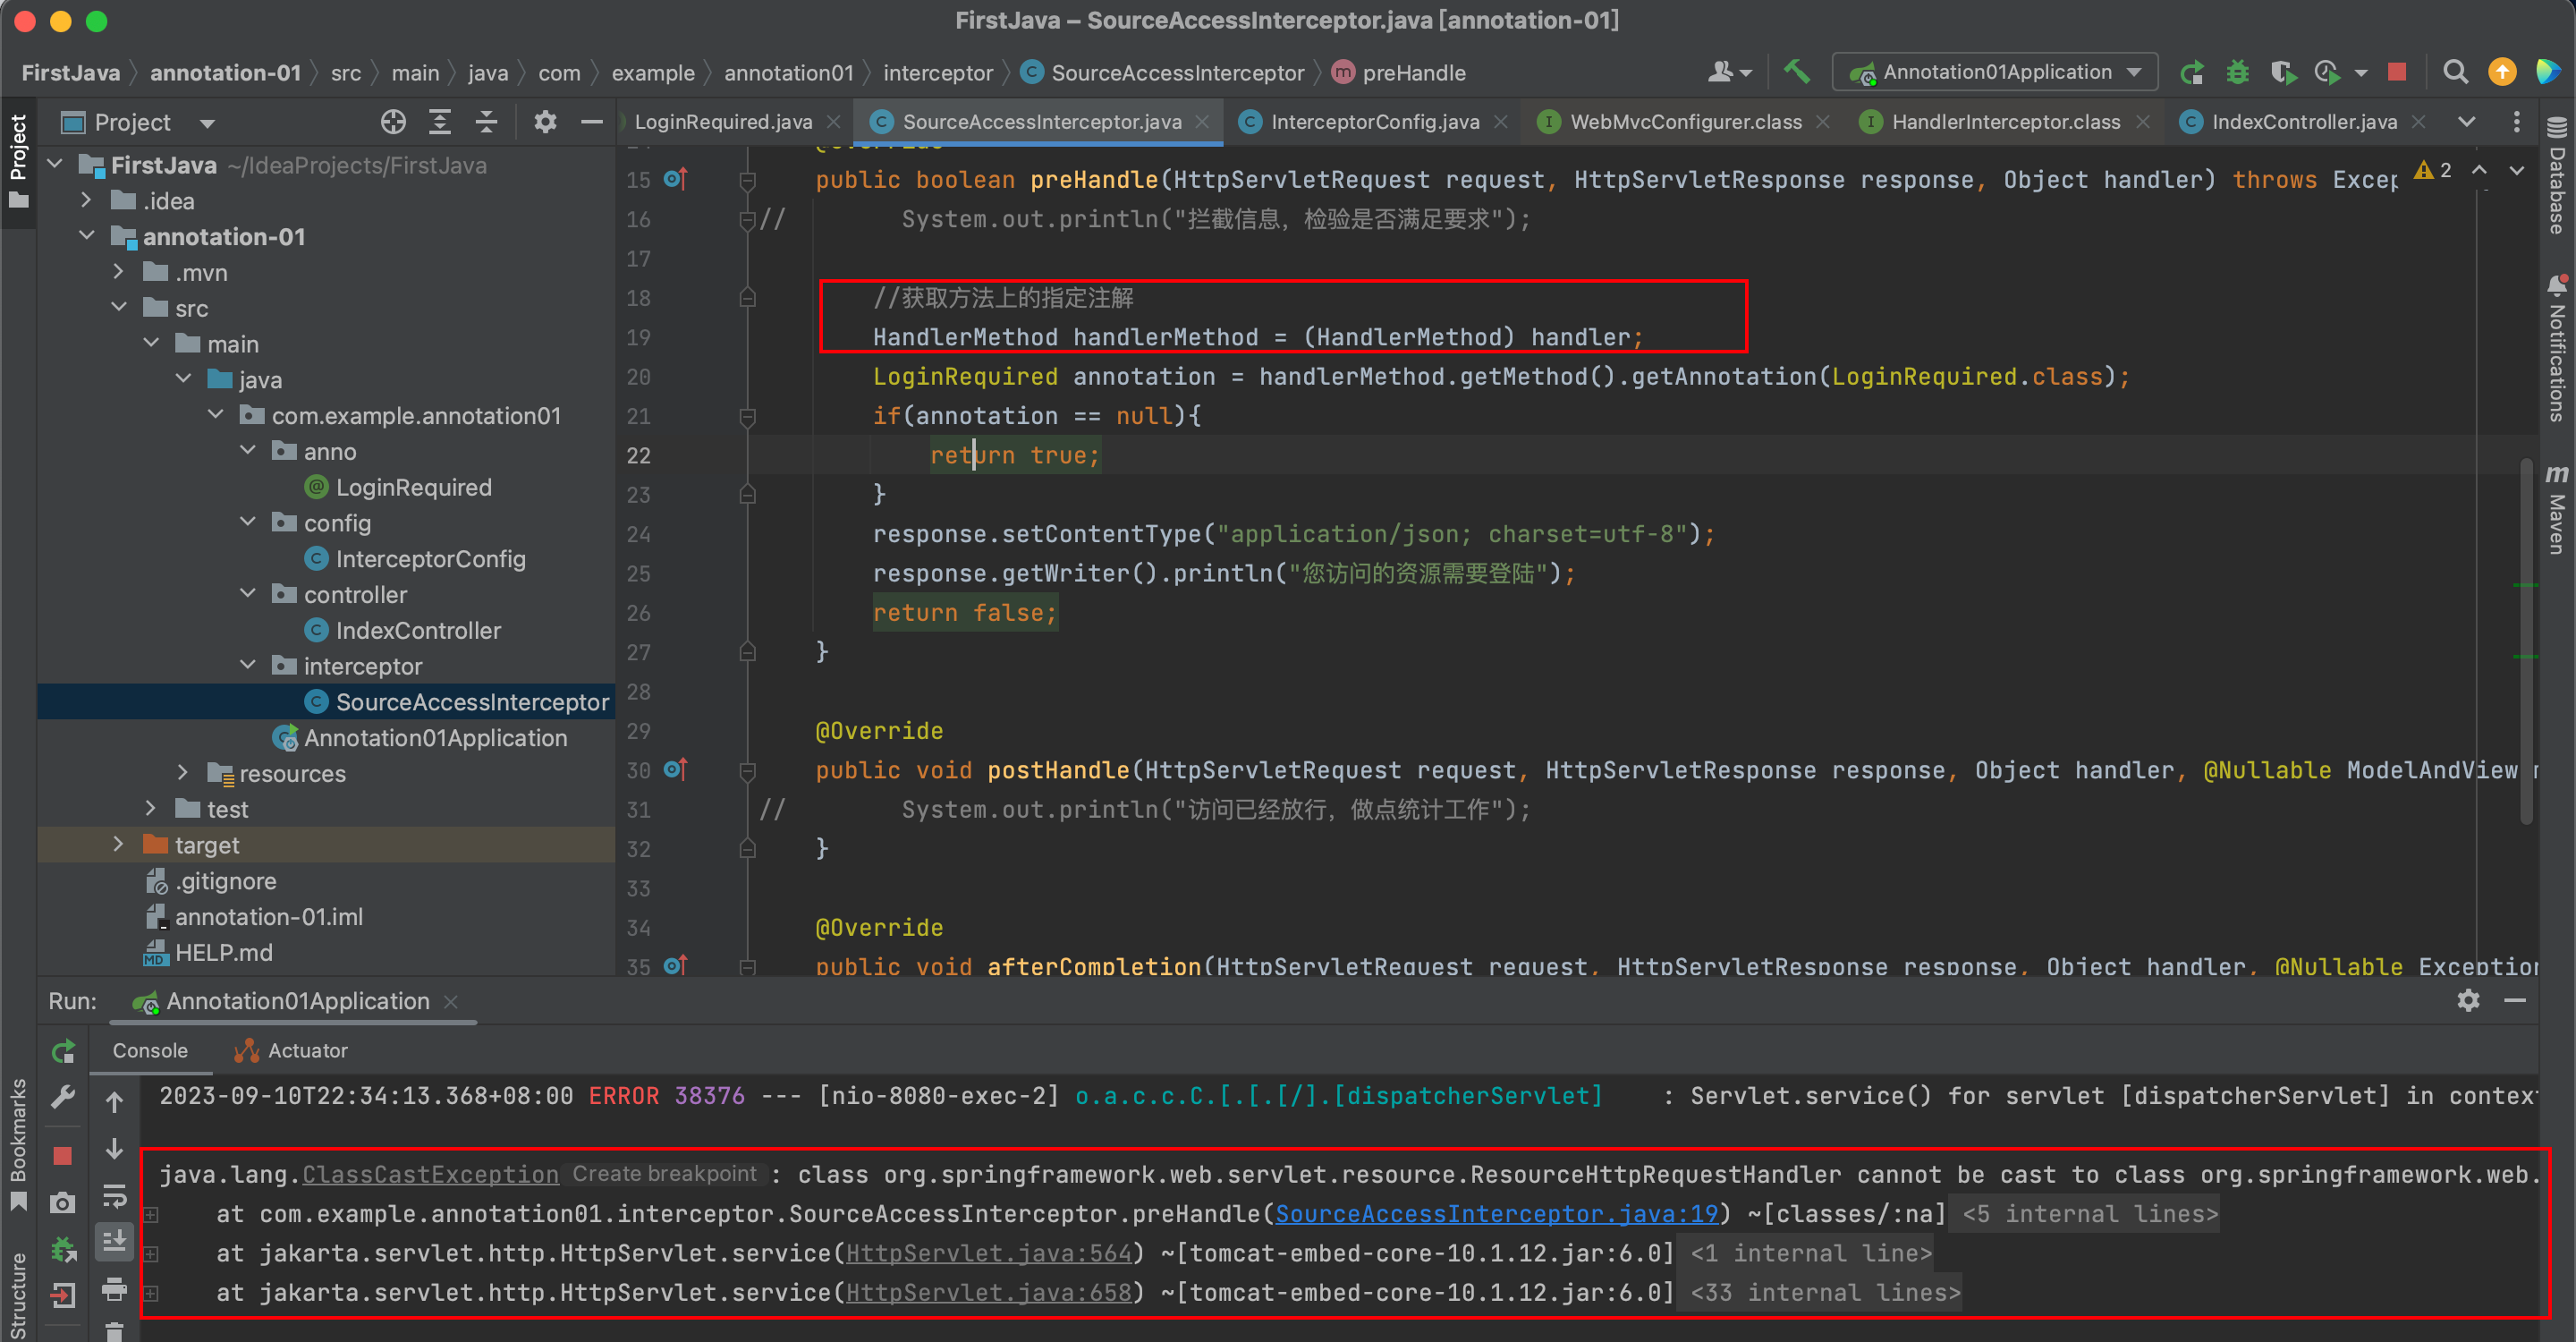 FirstJava – SourceAccessInterceptor.java [annotation-01]
FirstJava annotation-01 src main java com example annotation01 interceptor SourceAccessInterceptor preHandle Annotation01Application
Project
LoginRequired.java SourceAccessInterceptor.java InterceptorConfig.java WebMvcConfigurer.class HandlerInterceptor.class IndexController.java
Project
FirstJava ~/IdeaProjects/FirstJava
.idea
annotation-01
.mvn
src
main
java
com.example.annotation01
anno
LoginRequired
config
InterceptorConfig
controller
IndexController
interceptor
SourceAccessInterceptor
Annotation01Application
resources
test
target
.gitignore
annotation-01.iml
HELP.md
@Override
15 public boolean preHandle(HttpServletRequest request, HttpServletResponse response, Object handler) throws Excep 2
16 // System.out.println("拦截信息，检验是否满足要求");
17
18 //获取方法上的指定注解
19 HandlerMethod handlerMethod = (HandlerMethod) handler;
20 LoginRequired annotation = handlerMethod.getMethod().getAnnotation(LoginRequired.class);
21 if(annotation == null){
22 return true;
23 }
24 response.setContentType("application/json; charset=utf-8");
25 response.getWriter().println("您访问的资源需要登陆");
26 return false;
27 }
28
29 @Override
30 public void postHandle(HttpServletRequest request, HttpServletResponse response, Object handler, @Nullable ModelAndView
31 // System.out.println("访问已经放行，做点统计工作");
32 }
33
34 @Override
35 public void afterCompletion(HttpServletRequest request, HttpServletResponse response, Object handler, @Nullable Exception
Database
Notifications
m Maven
Run: Annotation01Application
Console Actuator
Bookmarks
Structure
2023-09-10T22:34:13.368+08:00 ERROR 38376 --- [nio-8080-exec-2] o.a.c.c.C.[.[.[/].[dispatcherServlet] : Servlet.service() for servlet [dispatcherServlet] in contex
java.lang.ClassCastException Create breakpoint : class org.springframework.web.servlet.resource.ResourceHttpRequestHandler cannot be cast to class org.springframework.web.
at com.example.annotation01.interceptor.SourceAccessInterceptor.preHandle(SourceAccessInterceptor.java:19) ~[classes/:na] <5 internal lines>
at jakarta.servlet.http.HttpServlet.service(HttpServlet.java:564) ~[tomcat-embed-core-10.1.12.jar:6.0] <1 internal line>
at jakarta.servlet.http.HttpServlet.service(HttpServlet.java:658) ~[tomcat-embed-core-10.1.12.jar:6.0] <33 internal lines>